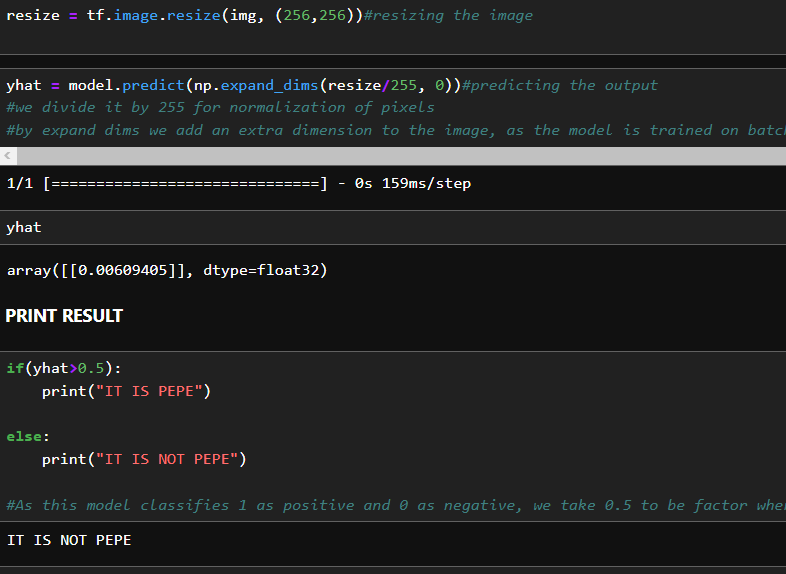 resize = tf.image.resize(img, (256,256))#resizing the image
yhat = model.predict(np.expand_dims(resize/255, 0))#predicting the output
#we divide it by 255 for normalization of pixels
#by expand dims we add an extra dimension to the image, as the model is trained on batch
1/1 [==============================] - 0s 159ms/step
yhat
array([[0.00609405]], dtype=float32)
PRINT RESULT
if(yhat>0.5):
    print("IT IS PEPE")
else:
    print("IT IS NOT PEPE")
#As this model classifies 1 as positive and 0 as negative, we take 0.5 to be factor
IT IS NOT PEPE